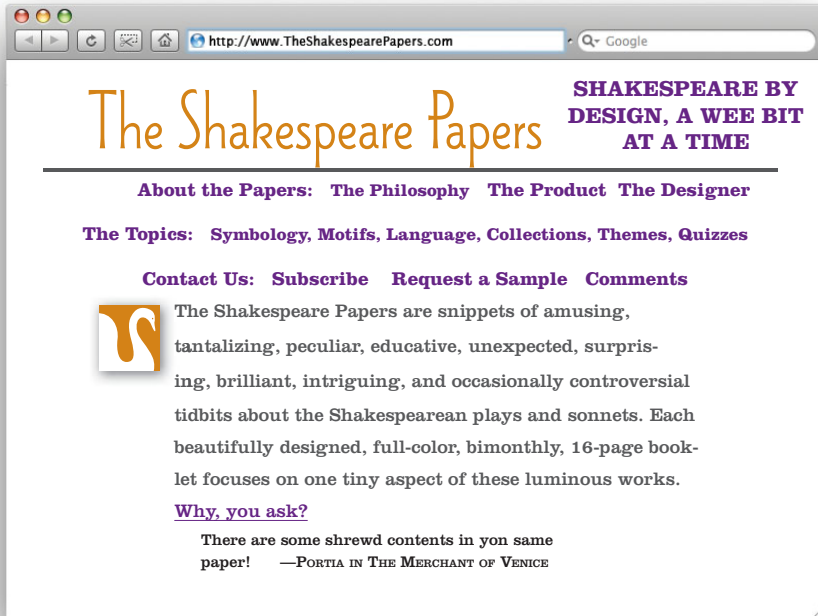 http://www.TheShakespearePapers.com
Google
The Shakespeare Papers
SHAKESPEARE BY
DESIGN, A WEE BIT
AT A TIME
About the Papers: The Philosophy The Product The Designer
The Topics: Symbology, Motifs, Language, Collections, Themes, Quizzes
Contact Us: Subscribe Request a Sample Comments
The Shakespeare Papers are snippets of amusing,
tantalizing, peculiar, educative, unexpected, surpris-
ing, brilliant, intriguing, and occasionally controversial
tidbits about the Shakespearean plays and sonnets. Each
beautifully designed, full-color, bimonthly, 16-page book-
let focuses on one tiny aspect of these luminous works.
Why, you ask?
There are some shrewd contents in yon same
paper! —Portia in The Merchant of Venice